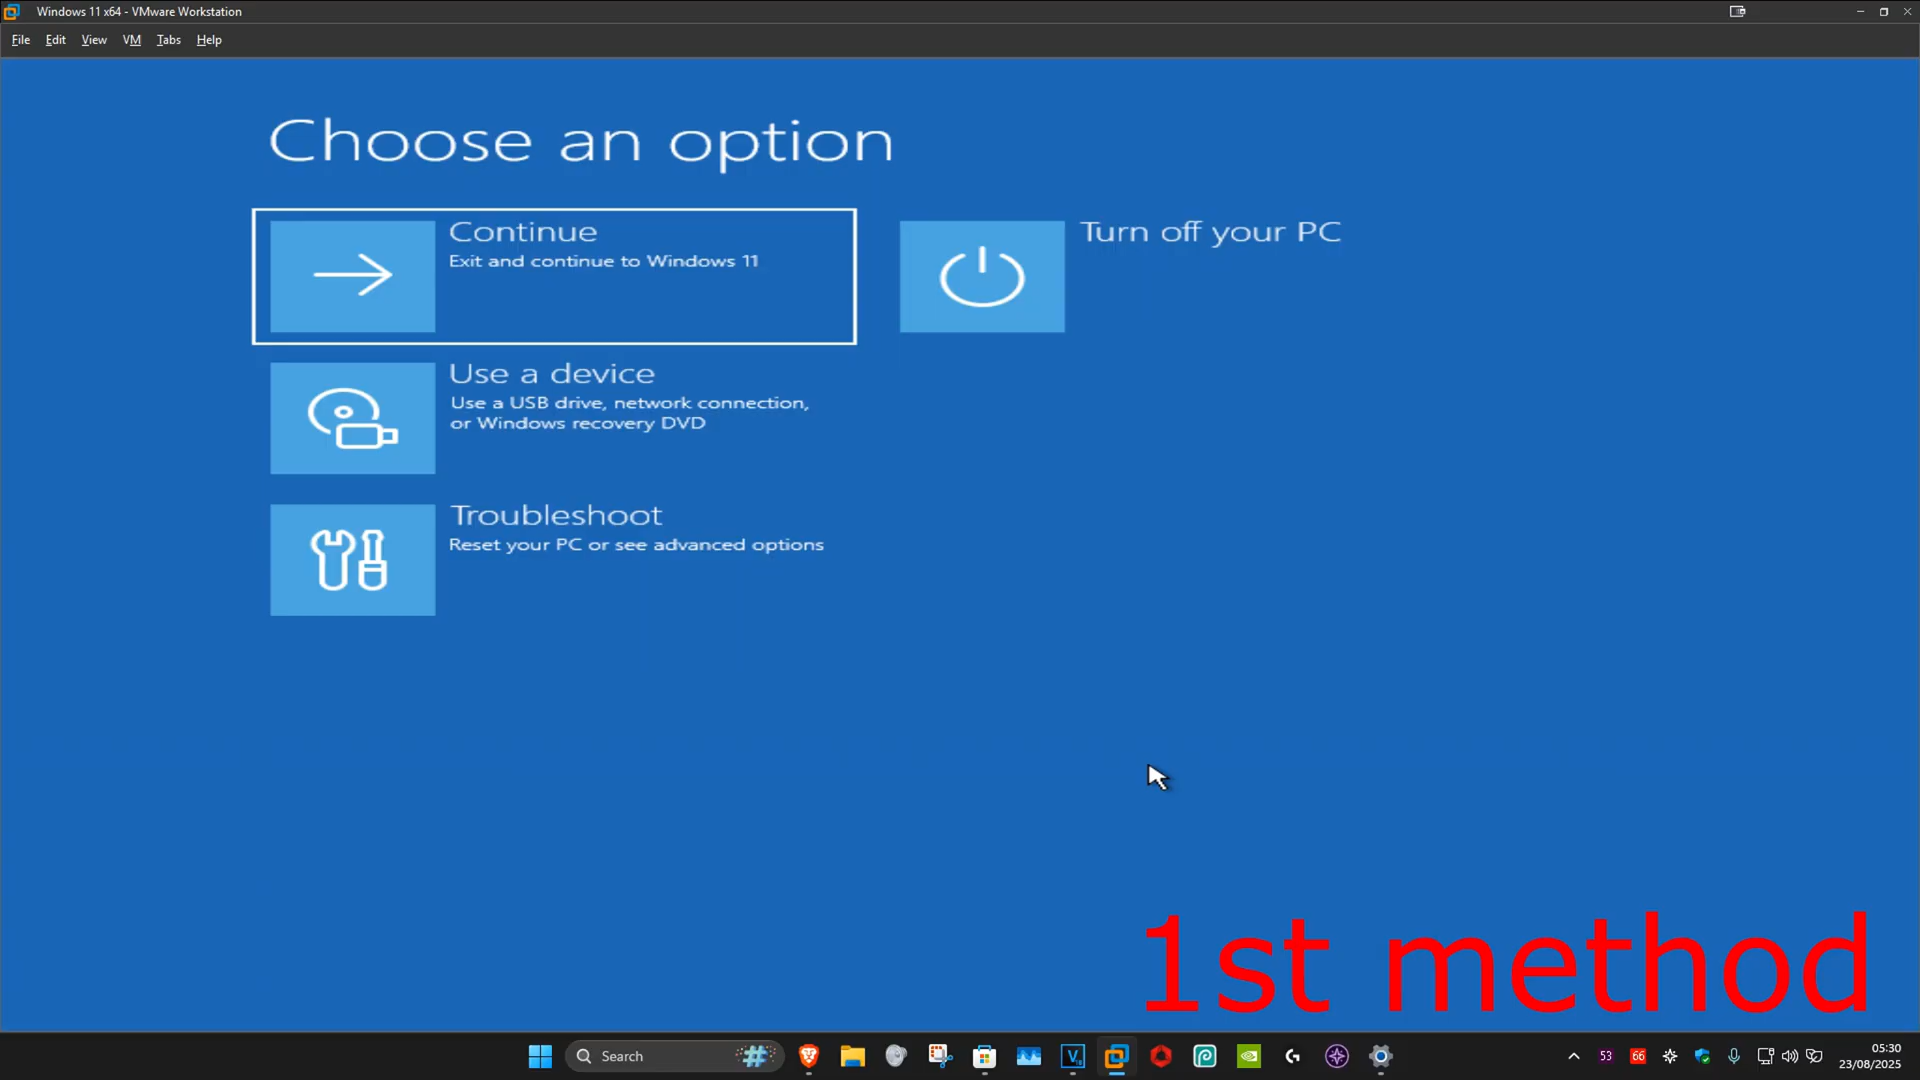 Windows 11 x64 - VMware Workstation
File Edit View VM Tabs Help
Choose an option
Continue
Exit and continue to Windows 11
Turn off your PC
Use a device
Use a USB drive, network connection,
or Windows recovery DVD
Troubleshoot
Reset your PC or see advanced options
1st method
Search
53 66
05:30
23/08/2025